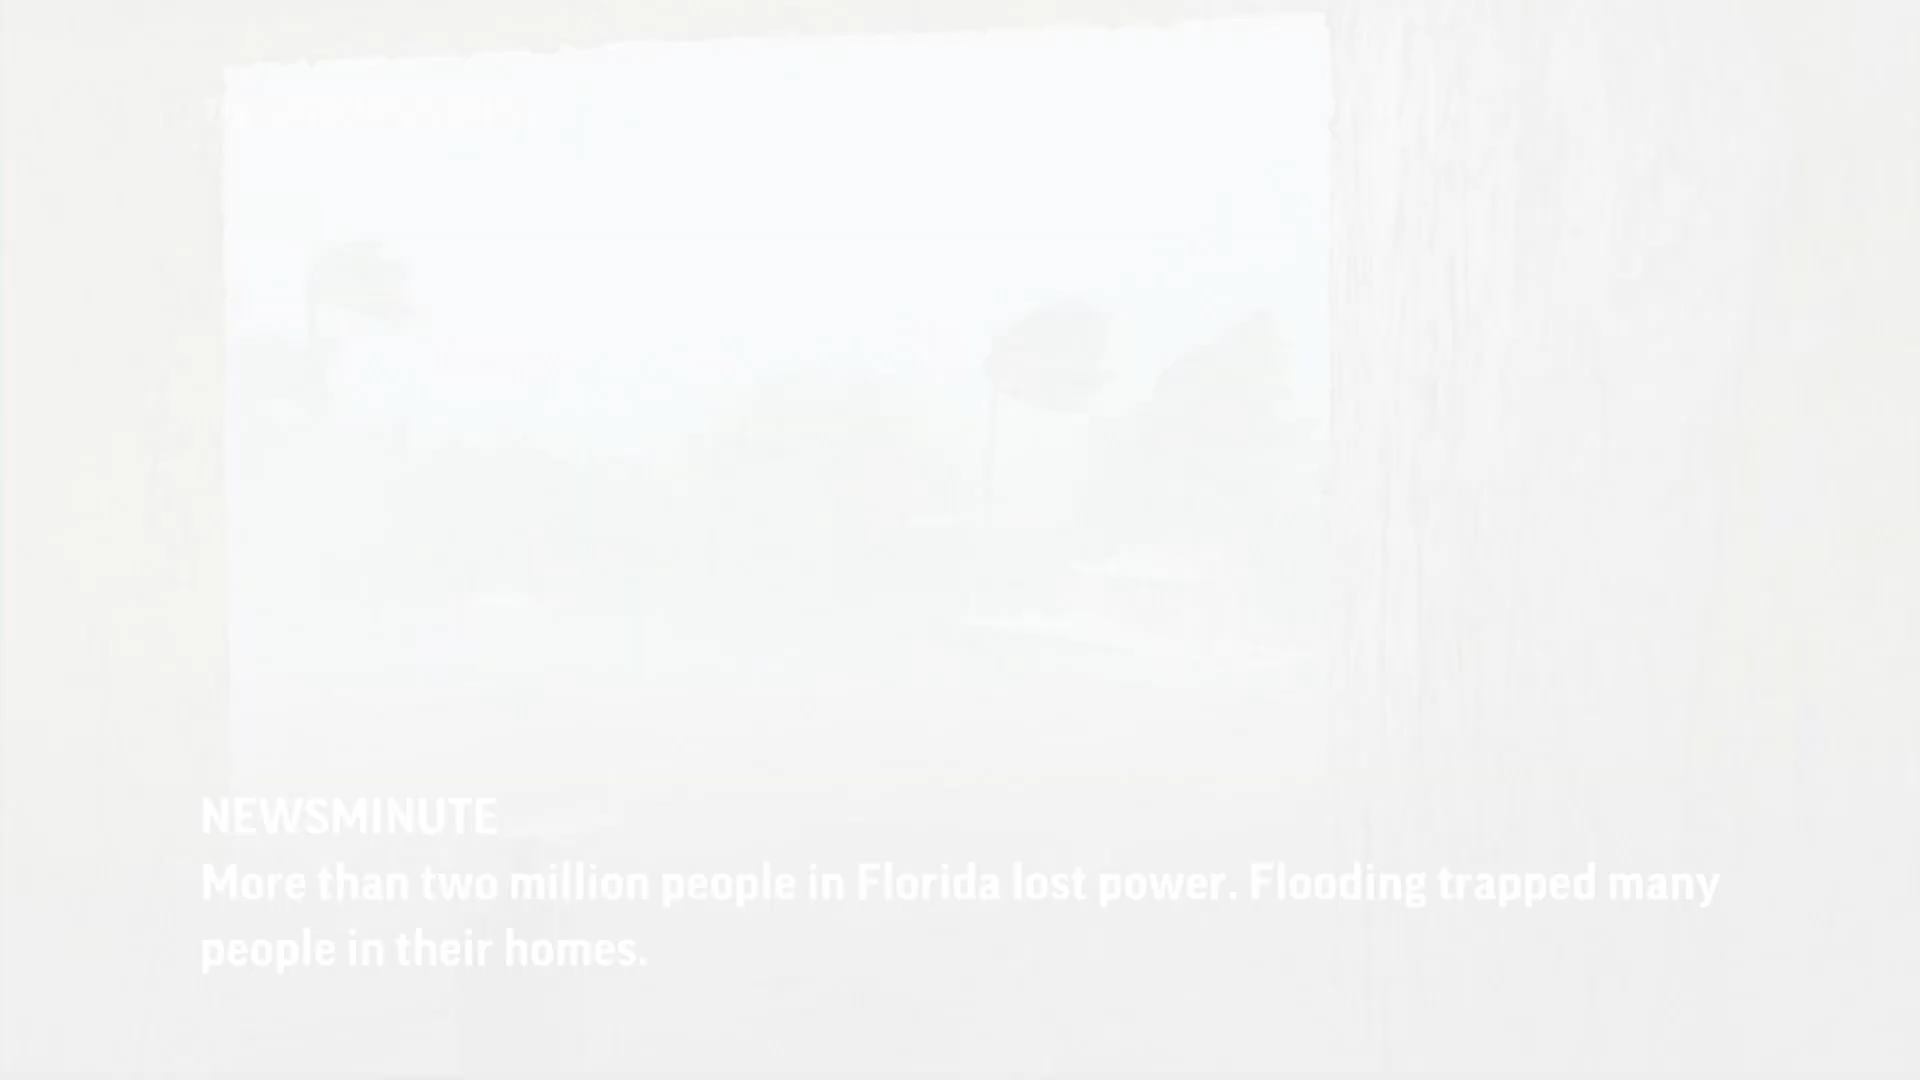 NEWSMINUTE
More than two million people in Florida lost power. Flooding trapped many
people in their homes.